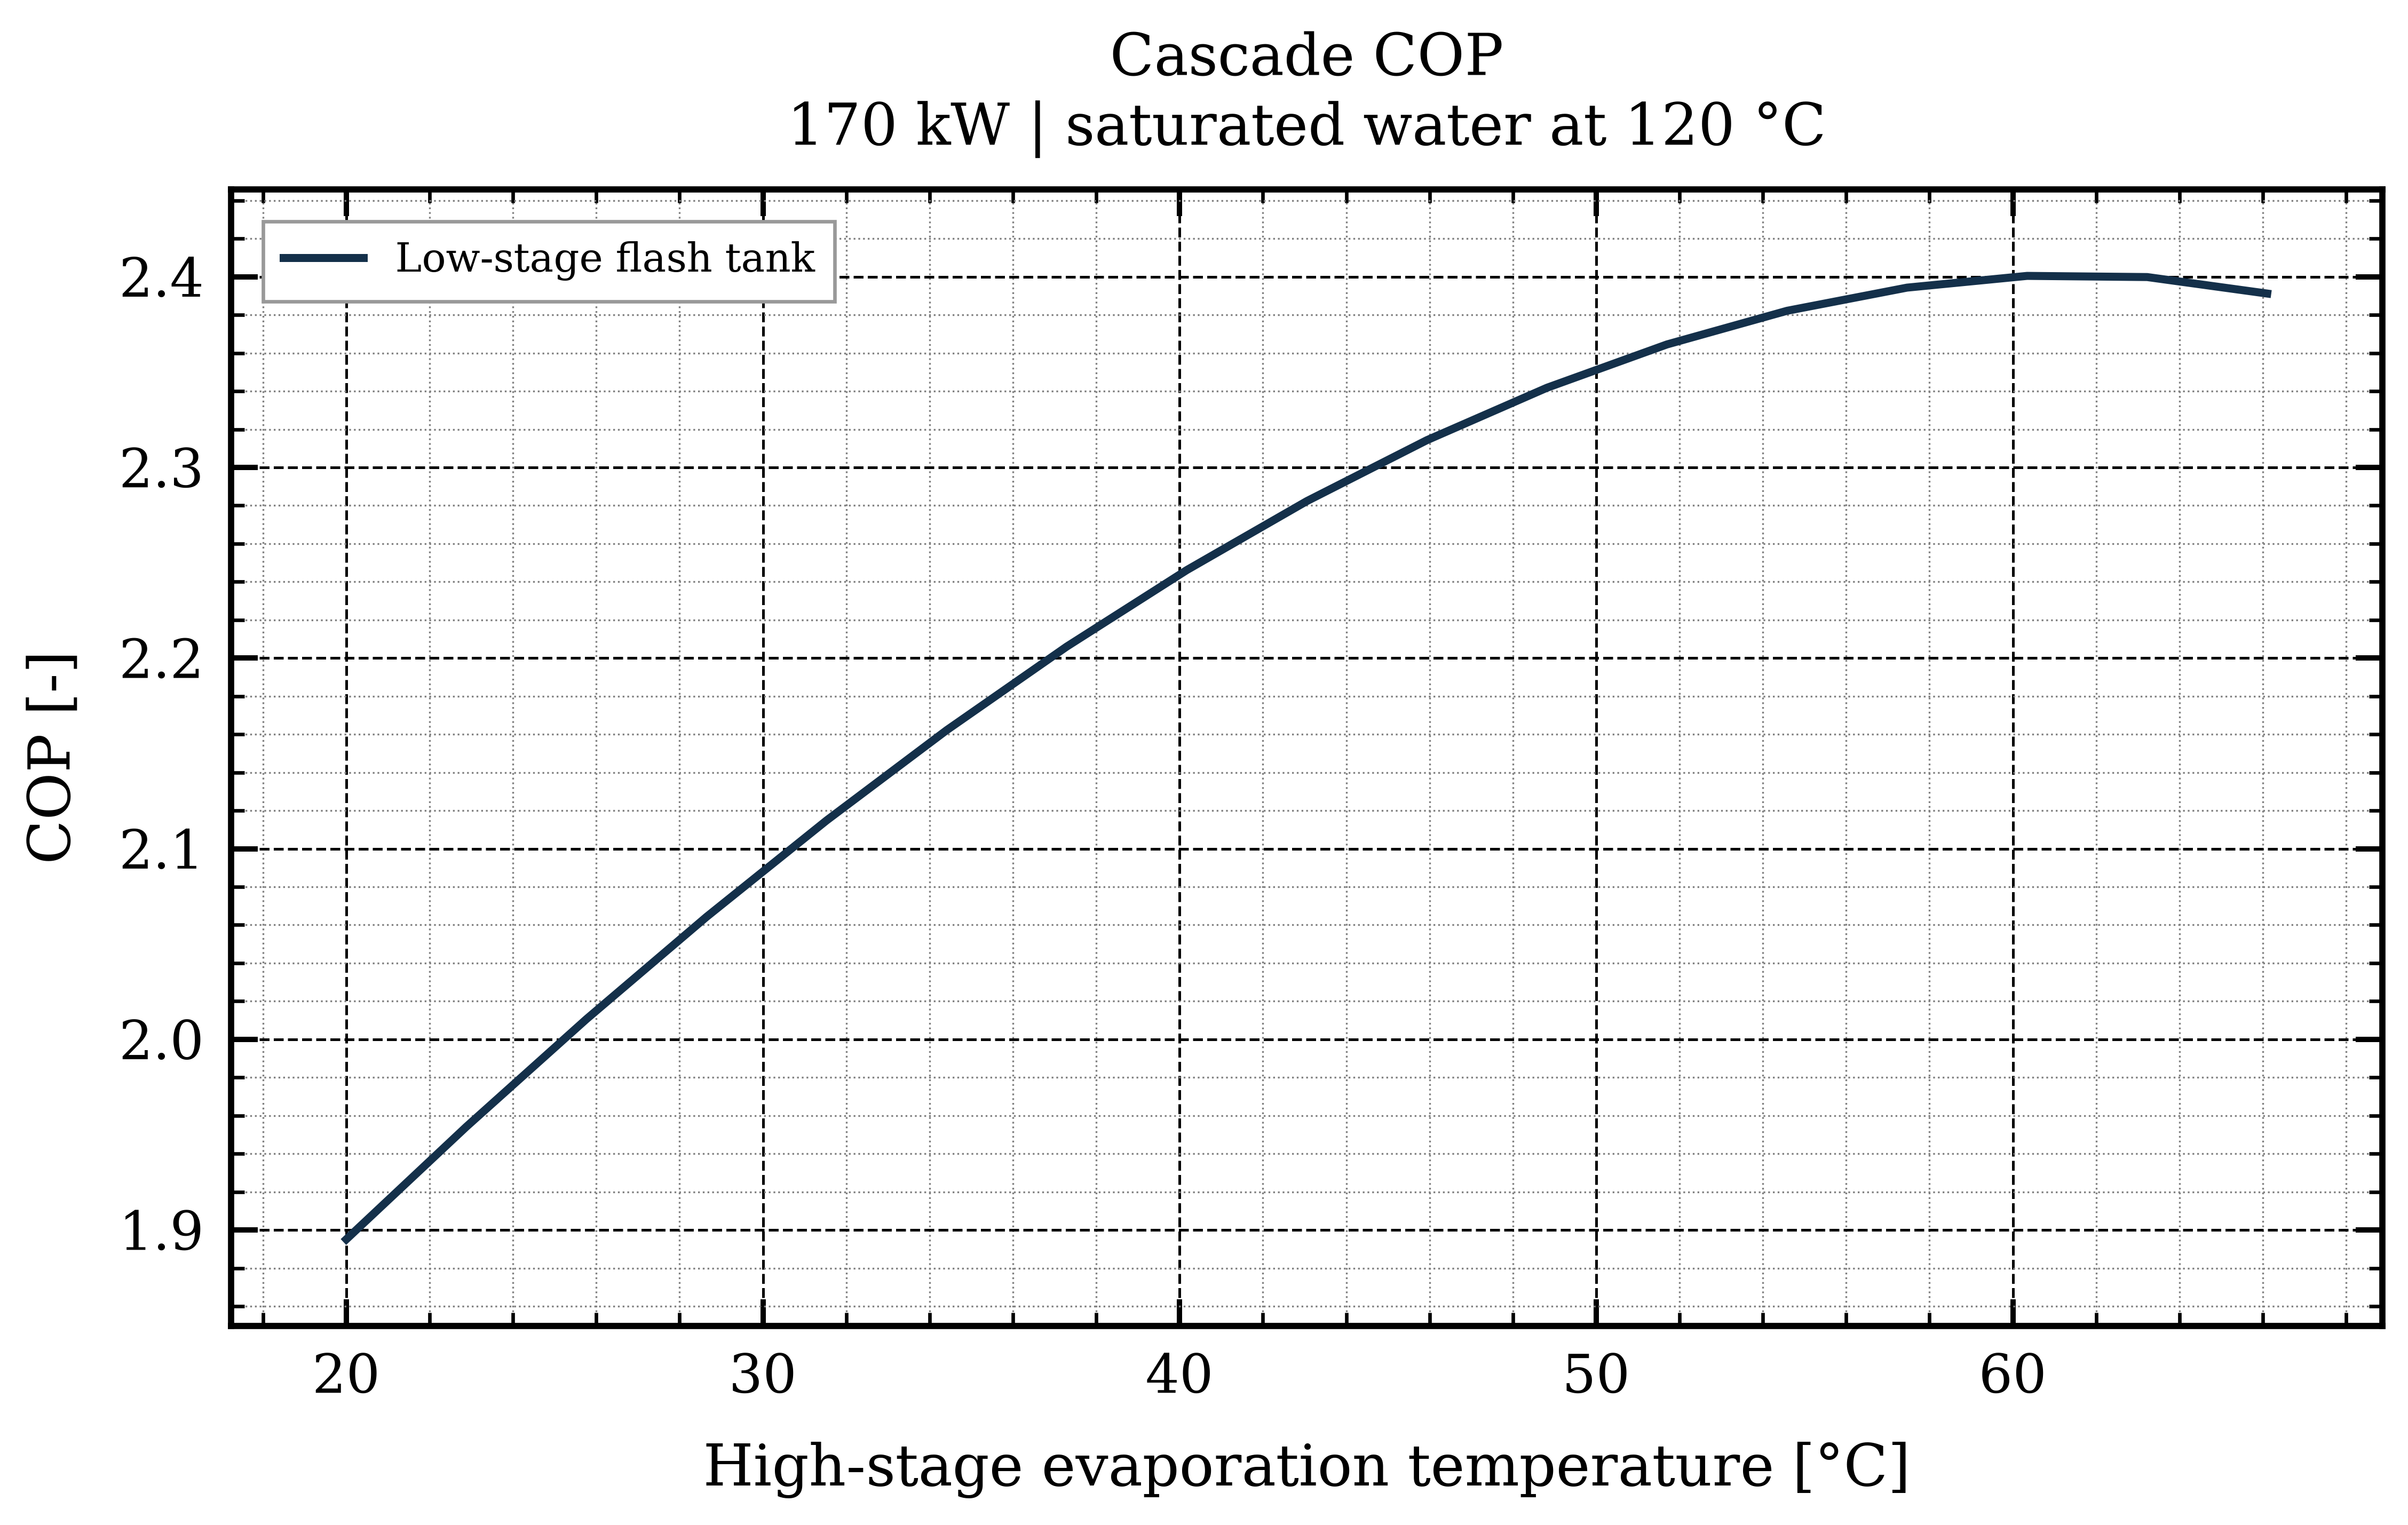 Cascade COP
170 kW | saturated water at 120 °C
Low-stage flash tank
COP [-]
2.4
2.3
2.2
2.1
2.0
1.9
20 30 40 50 60
High-stage evaporation temperature [°C]